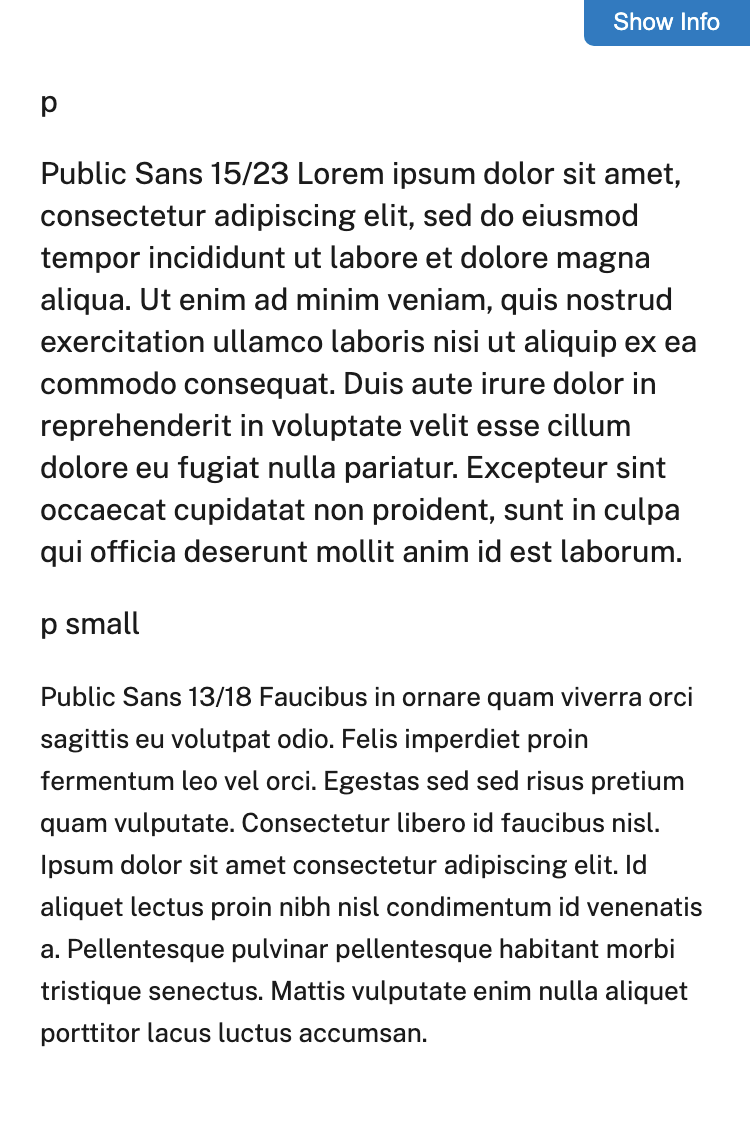 Show Info
p
Public Sans 15/23 Lorem ipsum dolor sit amet,
consectetur adipiscing elit, sed do eiusmod
tempor incididunt ut labore et dolore magna
aliqua. Ut enim ad minim veniam, quis nostrud
exercitation ullamco laboris nisi ut aliquip ex ea
commodo consequat. Duis aute irure dolor in
reprehenderit in voluptate velit esse cillum
dolore eu fugiat nulla pariatur. Excepteur sint
occaecat cupidatat non proident, sunt in culpa
qui officia deserunt mollit anim id est laborum.
p small
Public Sans 13/18 Faucibus in ornare quam viverra orci
sagittis eu volutpat odio. Felis imperdiet proin
fermentum leo vel orci. Egestas sed sed risus pretium
quam vulputate. Consectetur libero id faucibus nisl.
Ipsum dolor sit amet consectetur adipiscing elit. Id
aliquet lectus proin nibh nisl condimentum id venenatis
a. Pellentesque pulvinar pellentesque habitant morbi
tristique senectus. Mattis vulputate enim nulla aliquet
porttitor lacus luctus accumsan.